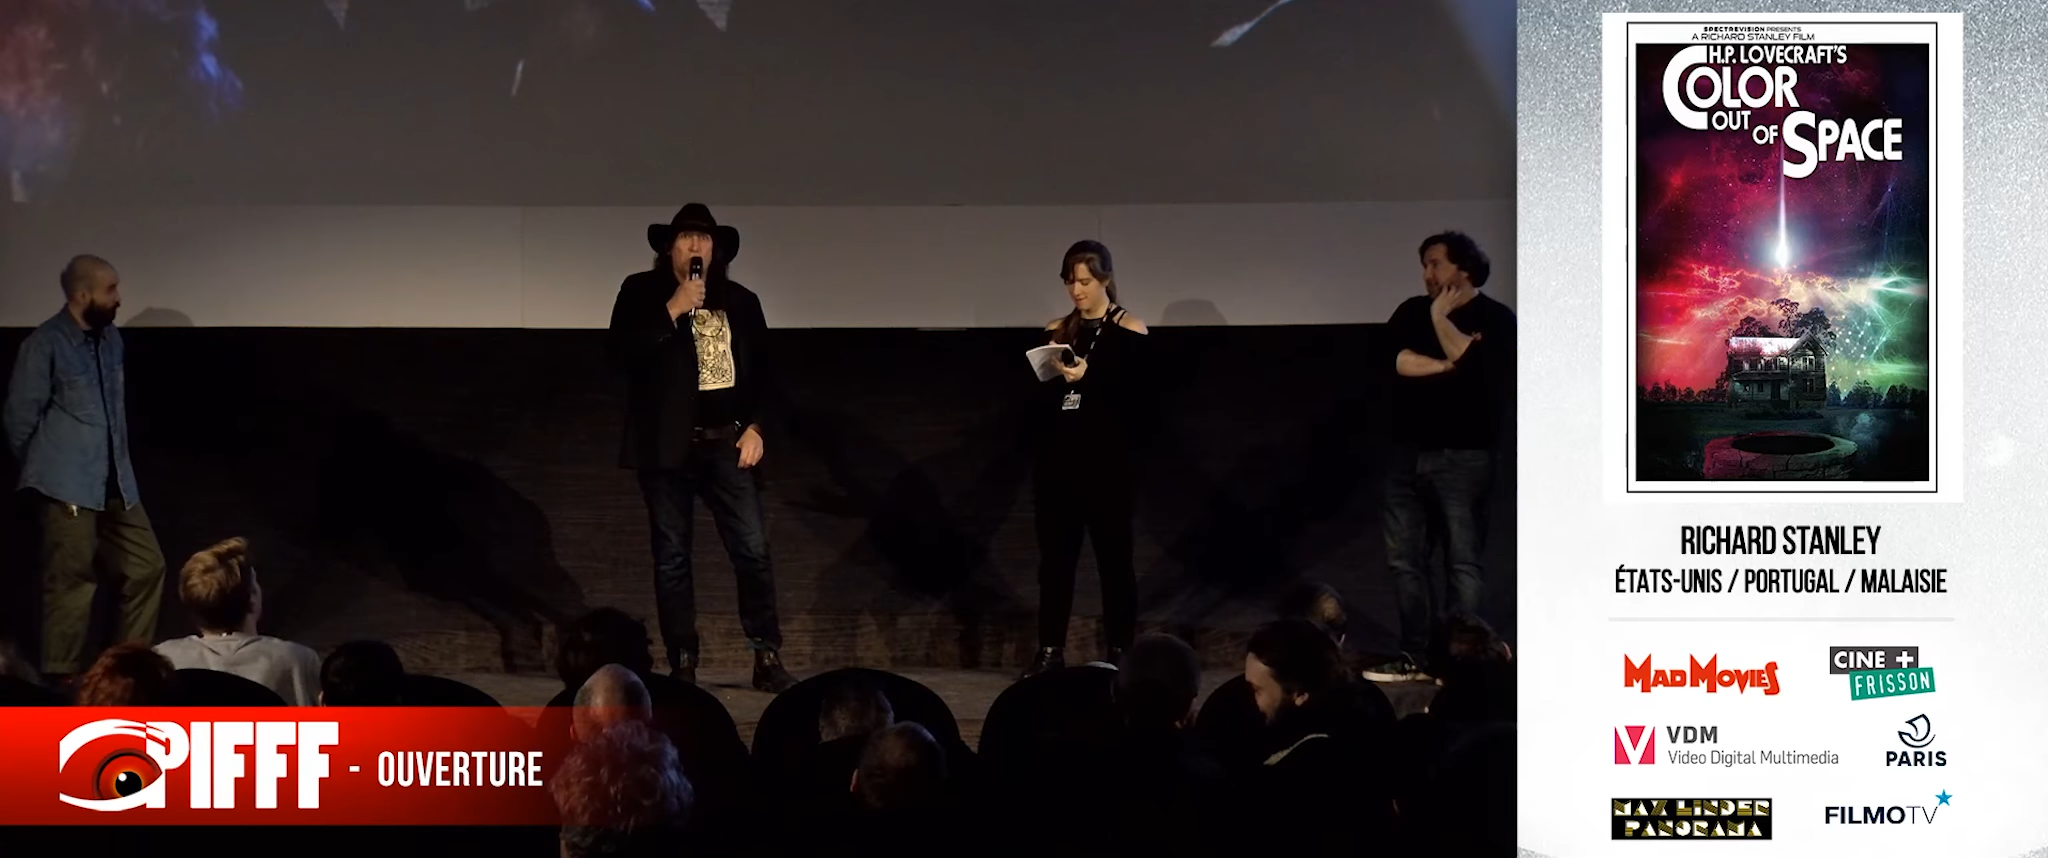 SPECTREVISION PRESENTS
A RICHARD STANLEY FILM
H.P. LOVECRAFT'S
COLOR
OUT OF SPACE
RICHARD STANLEY
ÉTATS-UNIS / PORTUGAL / MALAISIE
MAD MOVIES
CINE +
FRISSON
VDM
Video Digital Multimedia
PARIS
MAX LINDER
PANORAMA
FILMOTV
PIFFF - OUVERTURE